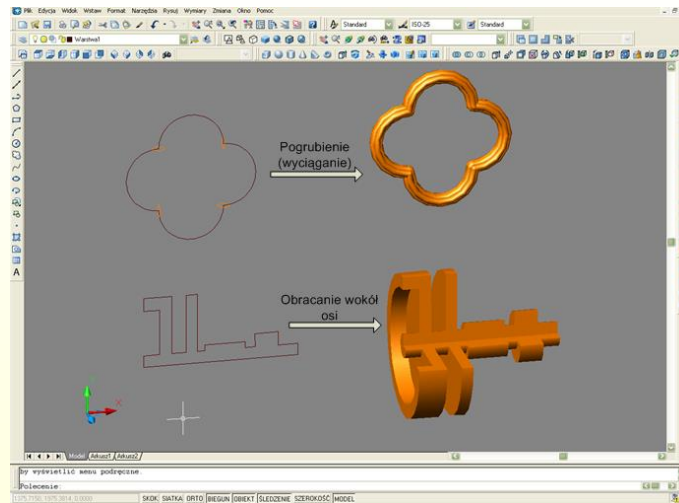 Plik Edycja Widok Wstaw Format Narzędzia Rysuj Wymiary Zmiana Okno Pomoc
Standard ISO-25 Standard
Warstwa1
Pogrubienie
(wyciąganie)
Obracanie wokół
osi
X
Model Arkusz1 Arkusz2
by wyświetlić menu podręczne.
Polecenie:
SKOK SIATKA ORTO BIEGUN OBIEKT ŚLEDZENIE SZEROKOŚĆ MODEL